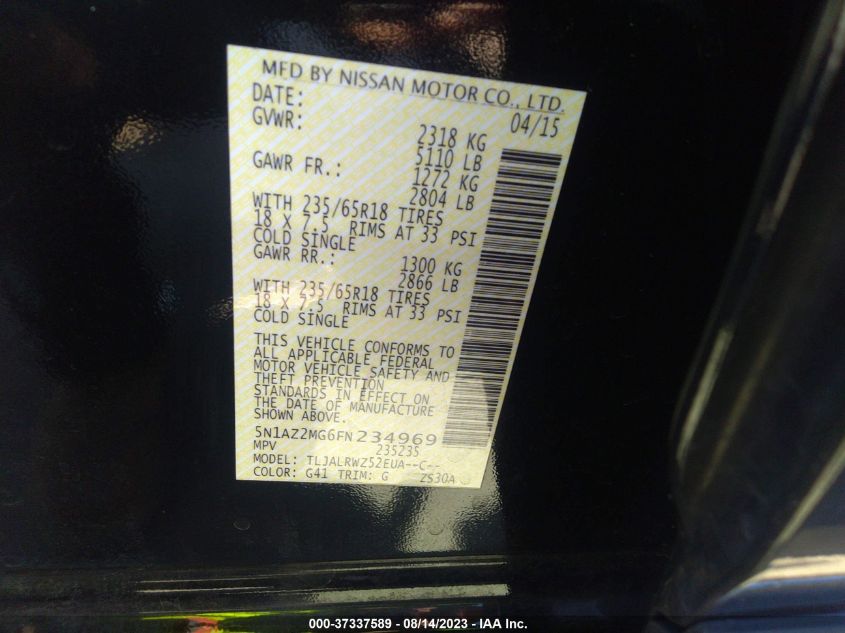 MFD BY NISSAN MOTOR CO., LTD.
DATE: 04/15
GVWR: 2318 KG
5110 LB
GAWR FR.: 1272 KG
2804 LB
WITH 235/65R18 TIRES
18 X 7.5 RIMS AT 33 PSI
COLD SINGLE
GAWR RR.: 1300 KG
2866 LB
WITH 235/65R18 TIRES
18 X 7.5 RIMS AT 33 PSI
COLD SINGLE
THIS VEHICLE CONFORMS TO
ALL APPLICABLE FEDERAL
MOTOR VEHICLE SAFETY AND
THEFT PREVENTION
STANDARDS IN EFFECT ON
THE DATE OF MANUFACTURE
SHOWN ABOVE.
5N1AZ2MG6FN234969
MPV 235235
MODEL: TLJALRWZ52EUA--C--
COLOR: G41 TRIM: G ZS30A
000-37337589 - 08/14/2023 - IAA Inc.